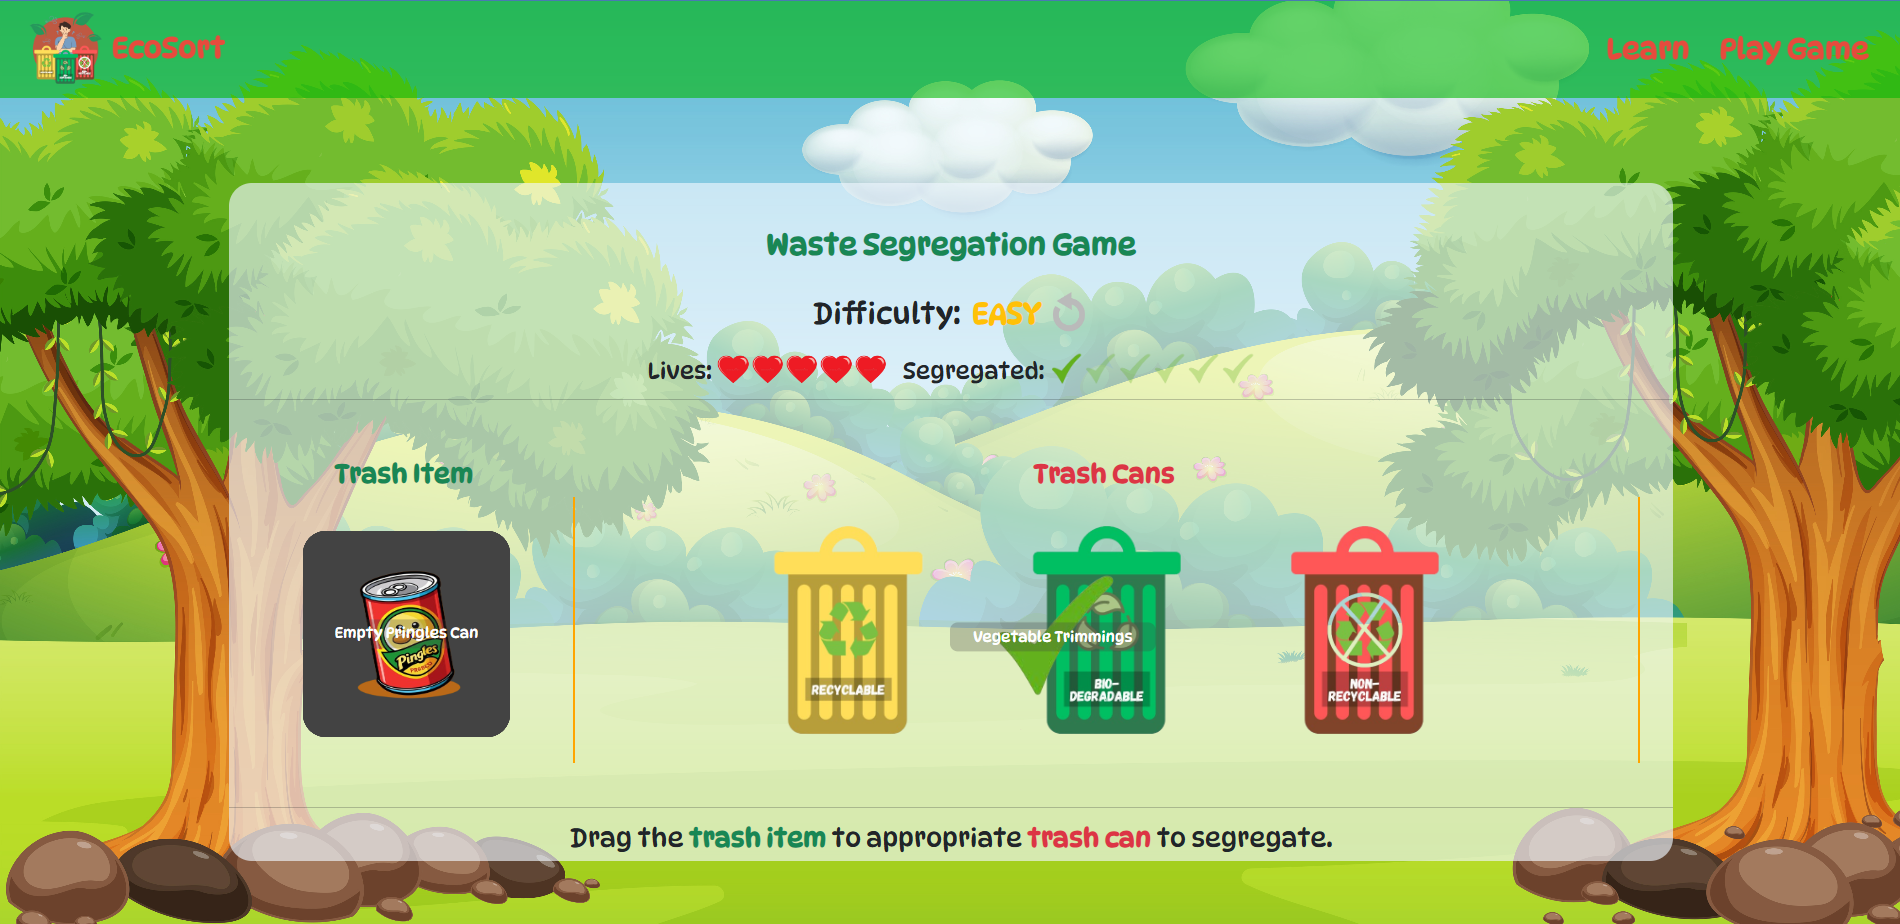 EcoSort
Learn Play Game
Waste Segregation Game
Difficulty: EASY
Lives: Segregated:
Trash Item
Trash Cans
Empty Pringles Can
Pingles
Vegetable Trimmings
RECYCLABLE
BIO-
DEGRADABLE
NON-
RECYCLABLE
Drag the trash item to appropriate trash can to segregate.